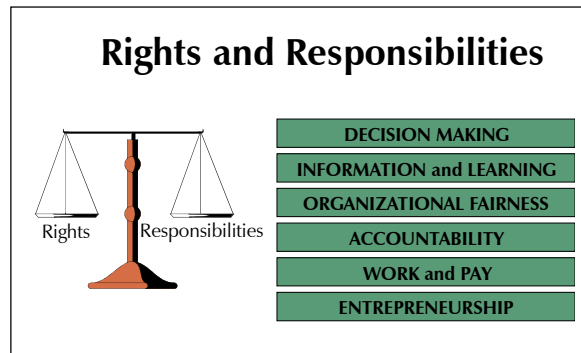 Rights and Responsibilities
Rights
Responsibilities
DECISION MAKING
INFORMATION and LEARNING
ORGANIZATIONAL FAIRNESS
ACCOUNTABILITY
WORK and PAY
ENTREPRENEURSHIP